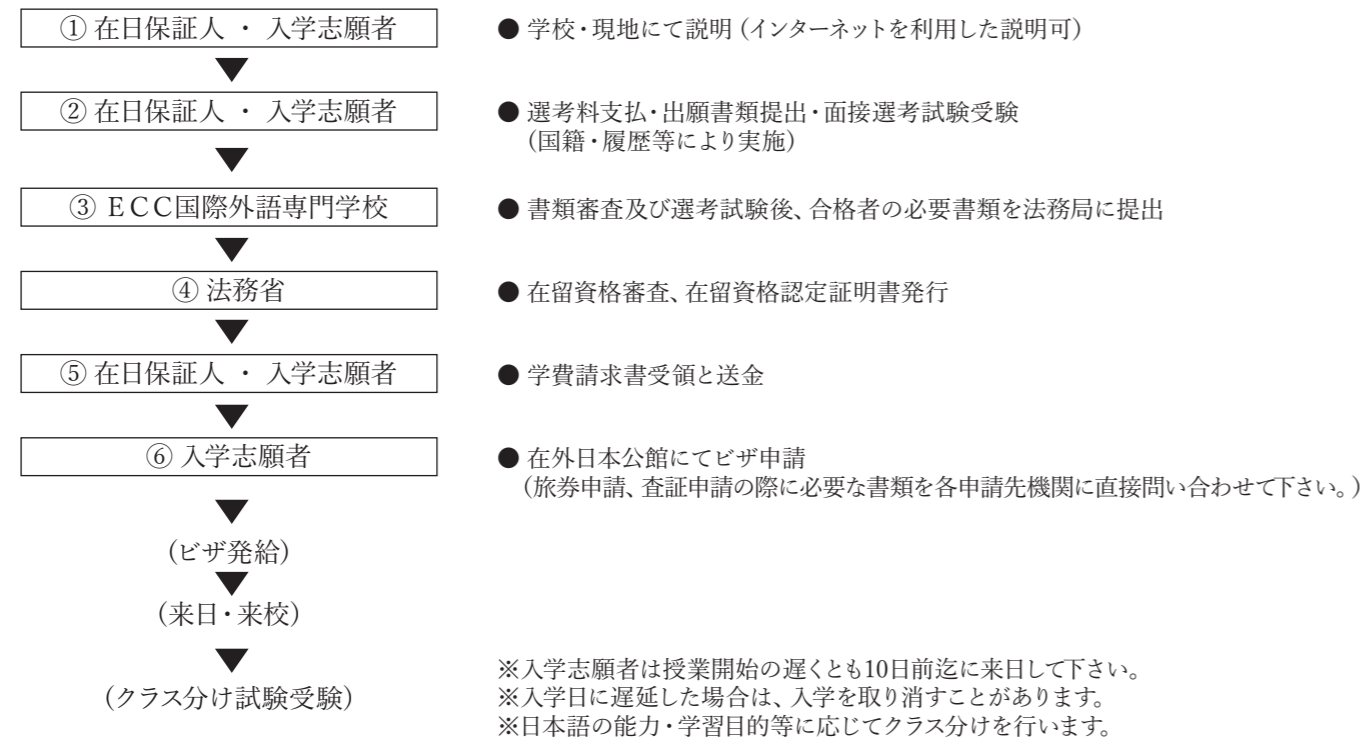 ① 在日保証人 ・ 入学志願者
● 学校・現地にて説明 (インターネットを利用した説明可)
② 在日保証人 ・ 入学志願者
● 選考料支払・出願書類提出・面接選考試験受験
(国籍・履歴等により実施)
③ ECC国際外語専門学校
● 書類審査及び選考試験後、合格者の必要書類を法務局に提出
④ 法務省
● 在留資格審査、在留資格認定証明書発行
⑤ 在日保証人 ・ 入学志願者
● 学費請求書受領と送金
⑥ 入学志願者
● 在外日本公館にてビザ申請
(旅券申請、査証申請の際に必要な書類を各申請先機関に直接問い合わせて下さい。)
(ビザ発給)
(来日・来校)
(クラス分け試験受験)
※入学志願者は授業開始の遅くとも10日前迄に来日して下さい。
※入学日に遅延した場合は、入学を取り消すことがあります。
※日本語の能力・学習目的等に応じてクラス分けを行います。